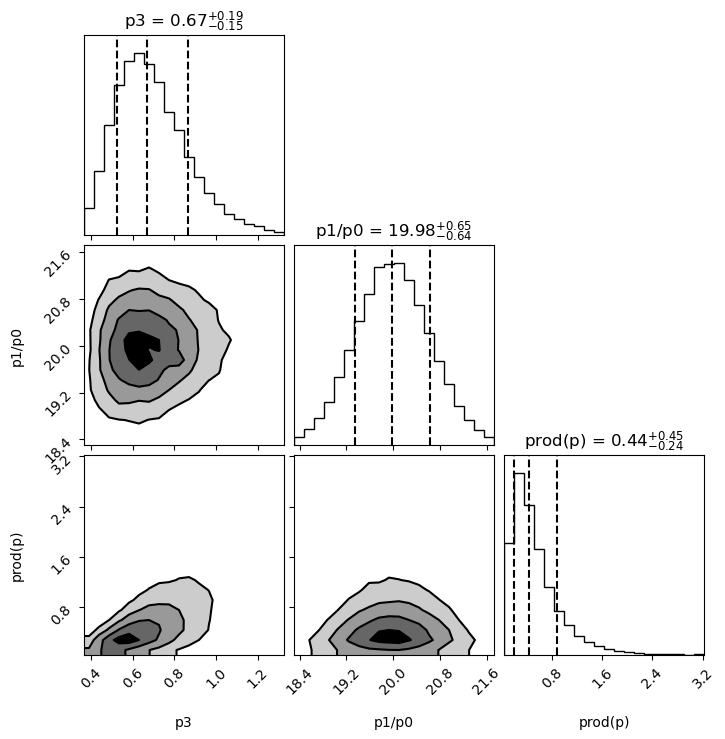 p3 = 0.67+0.19−0.15
p1/p0 = 19.98+0.65−0.64
21.6
20.8
20.0
19.2
18.4
p1/p0
prod(p) = 0.44+0.45−0.24
3.2
2.4
1.6
0.8
prod(p)
0.4 0.6 0.8 1.0 1.2
18.4 19.2 20.0 20.8 21.6
0.8 1.6 2.4 3.2
p3 p1/p0 prod(p)